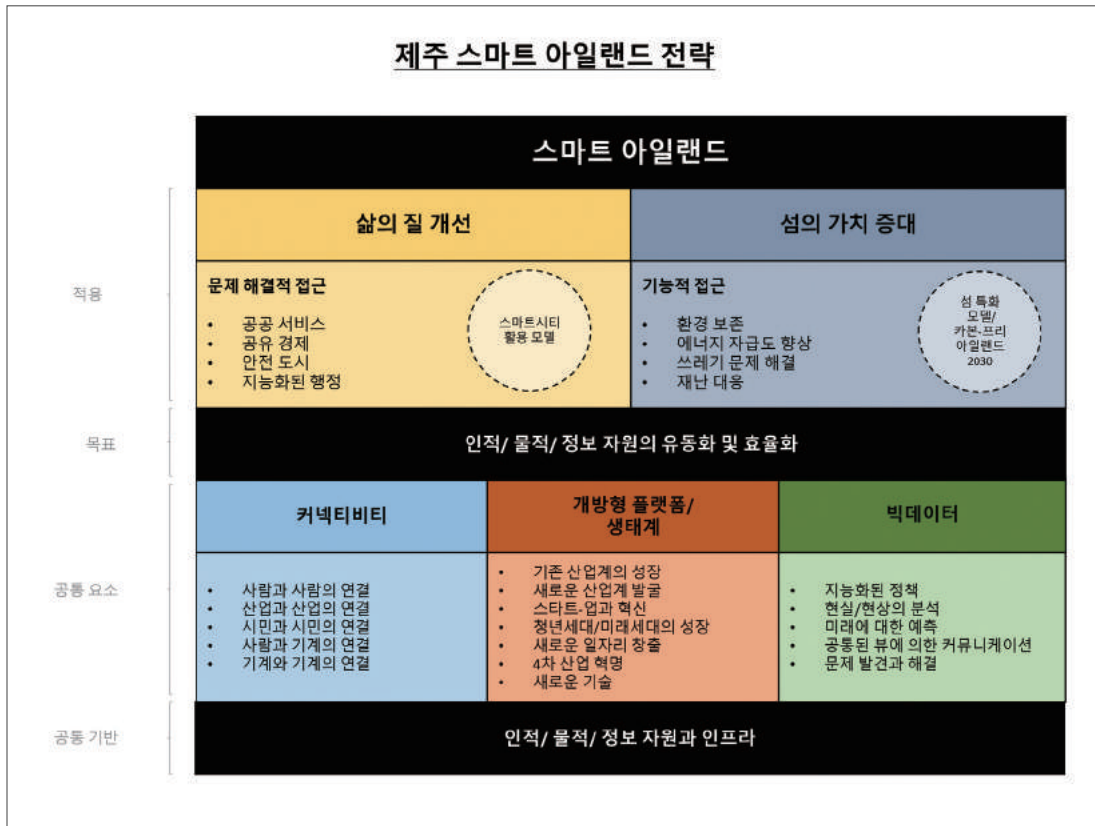 제주 스마트 아일랜드 전략
스마트 아일랜드
적용
삶의 질 개선
섬의 가치 증대
문제 해결적 접근
• 공공 서비스
• 공유 경제
• 안전 도시
• 지능화된 행정
스마트시티
활용 모델
기능적 접근
• 환경 보존
• 에너지 자급도 향상
• 쓰레기 문제 해결
• 재난 대응
섬 특화
모델/
카본-프리
아일랜드
2030
목표
인적/ 물적/ 정보 자원의 유동화 및 효율화
공통 요소
커넥티비티
개방형 플랫폼/
생태계
빅데이터
• 사람과 사람의 연결
• 산업과 산업의 연결
• 시민과 시민의 연결
• 사람과 기계의 연결
• 기계와 기계의 연결
• 기존 산업계의 성장
• 새로운 산업계 발굴
• 스타트-업과 혁신
• 청년세대/미래세대의 성장
• 새로운 일자리 창출
• 4차 산업 혁명
• 새로운 기술
• 지능화된 정책
• 현실/현상의 분석
• 미래에 대한 예측
• 공통된 뷰에 의한 커뮤니케이션
• 문제 발견과 해결
공통 기반
인적/ 물적/ 정보 자원과 인프라